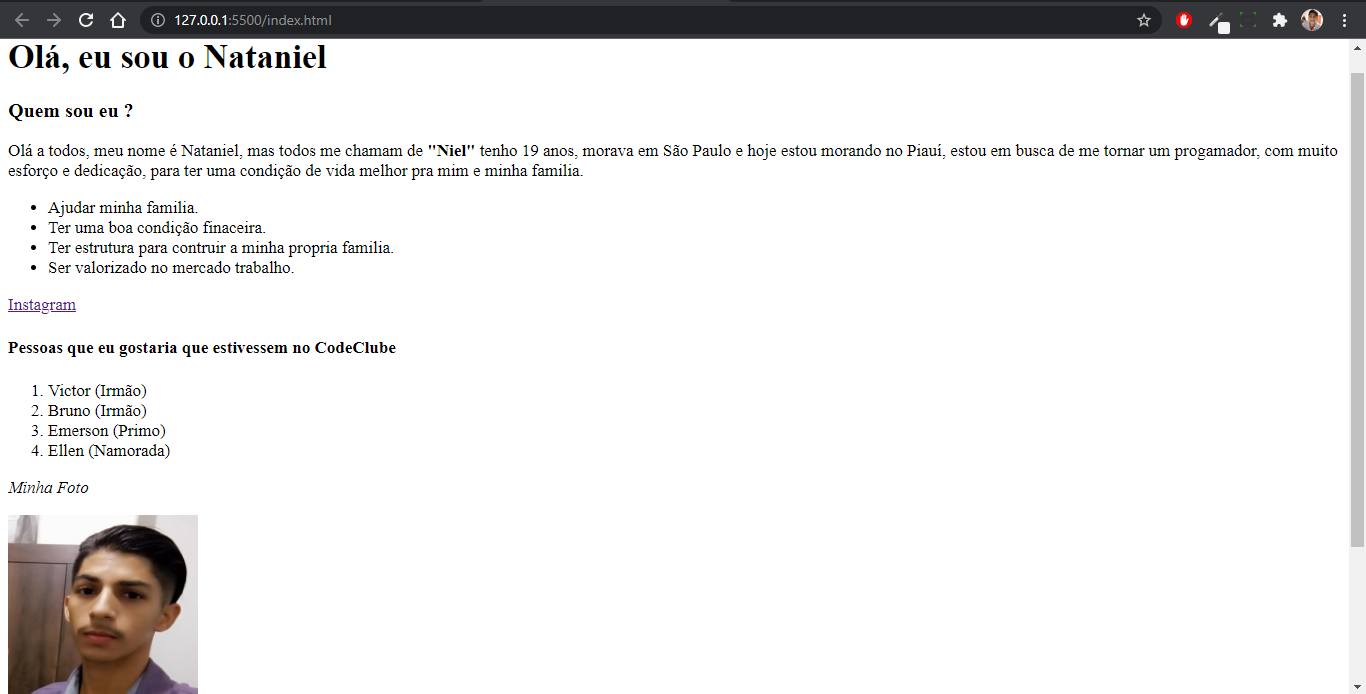 127.0.0.1:5500/index.html
Olá, eu sou o Nataniel
Quem sou eu ?
Olá a todos, meu nome é Nataniel, mas todos me chamam de "Niel" tenho 19 anos, morava em São Paulo e hoje estou morando no Piauí, estou em busca de me tornar um progamador, com muito
esforço e dedicação, para ter uma condição de vida melhor pra mim e minha familia.
• Ajudar minha familia.
• Ter uma boa condição finaceira.
• Ter estrutura para contruir a minha propria familia.
• Ser valorizado no mercado trabalho.
Instagram
Pessoas que eu gostaria que estivessem no CodeClube
1. Victor (Irmão)
2. Bruno (Irmão)
3. Emerson (Primo)
4. Ellen (Namorada)
Minha Foto